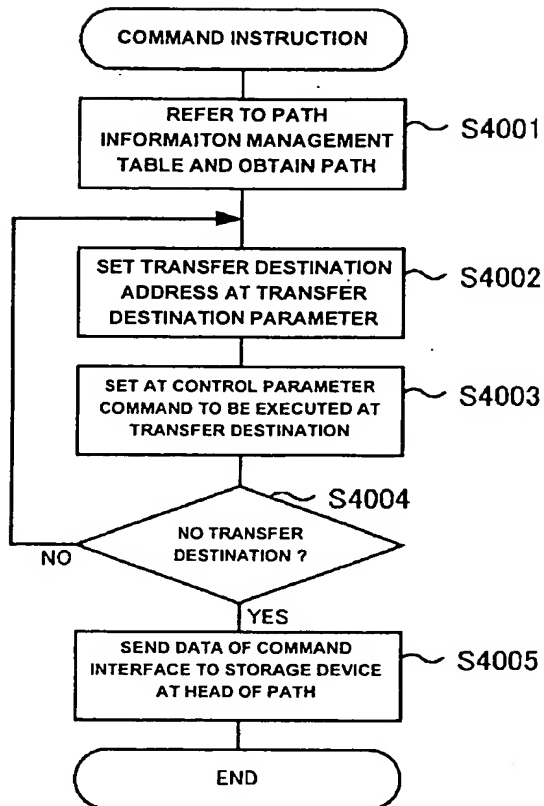 COMMAND INSTRUCTION
REFER TO PATH
INFORMAITON MANAGEMENT
TABLE AND OBTAIN PATH
S4001
SET TRANSFER DESTINATION
ADDRESS AT TRANSFER
DESTINATION PARAMETER
S4002
SET AT CONTROL PARAMETER
COMMAND TO BE EXECUTED AT
TRANSFER DESTINATION
S4003
S4004
NO TRANSFER
DESTINATION ?
NO
YES
SEND DATA OF COMMAND
INTERFACE TO STORAGE DEVICE
AT HEAD OF PATH
S4005
END